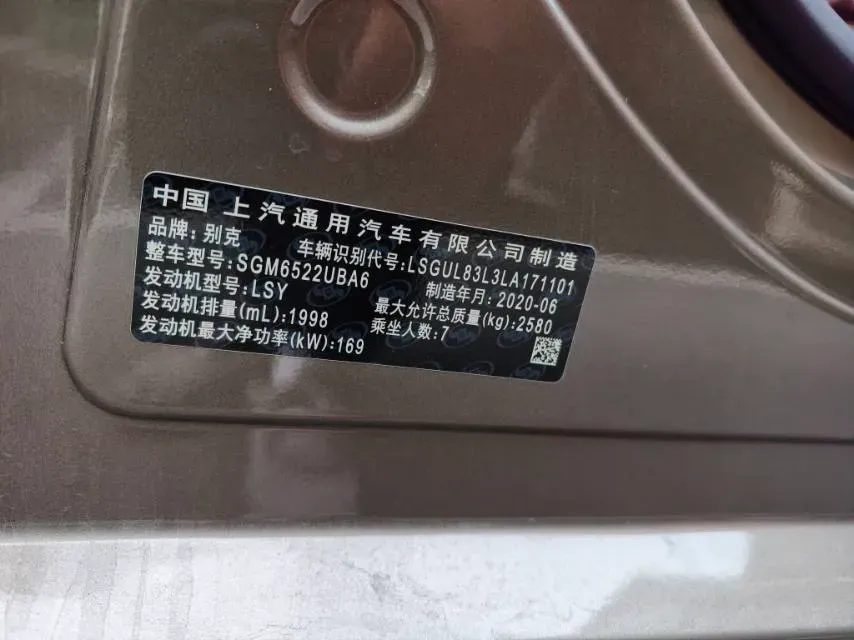 中国 上汽通用汽车有限公司制造
品牌:别克 车辆识别代号:LSGUL83L3LA171101
整车型号:SGM6522UBA6 制造年月:2020-06
发动机型号:LSY 最大允许总质量(kg):2580
发动机排量(mL):1998 乘坐人数:7
发动机最大净功率(kW):169